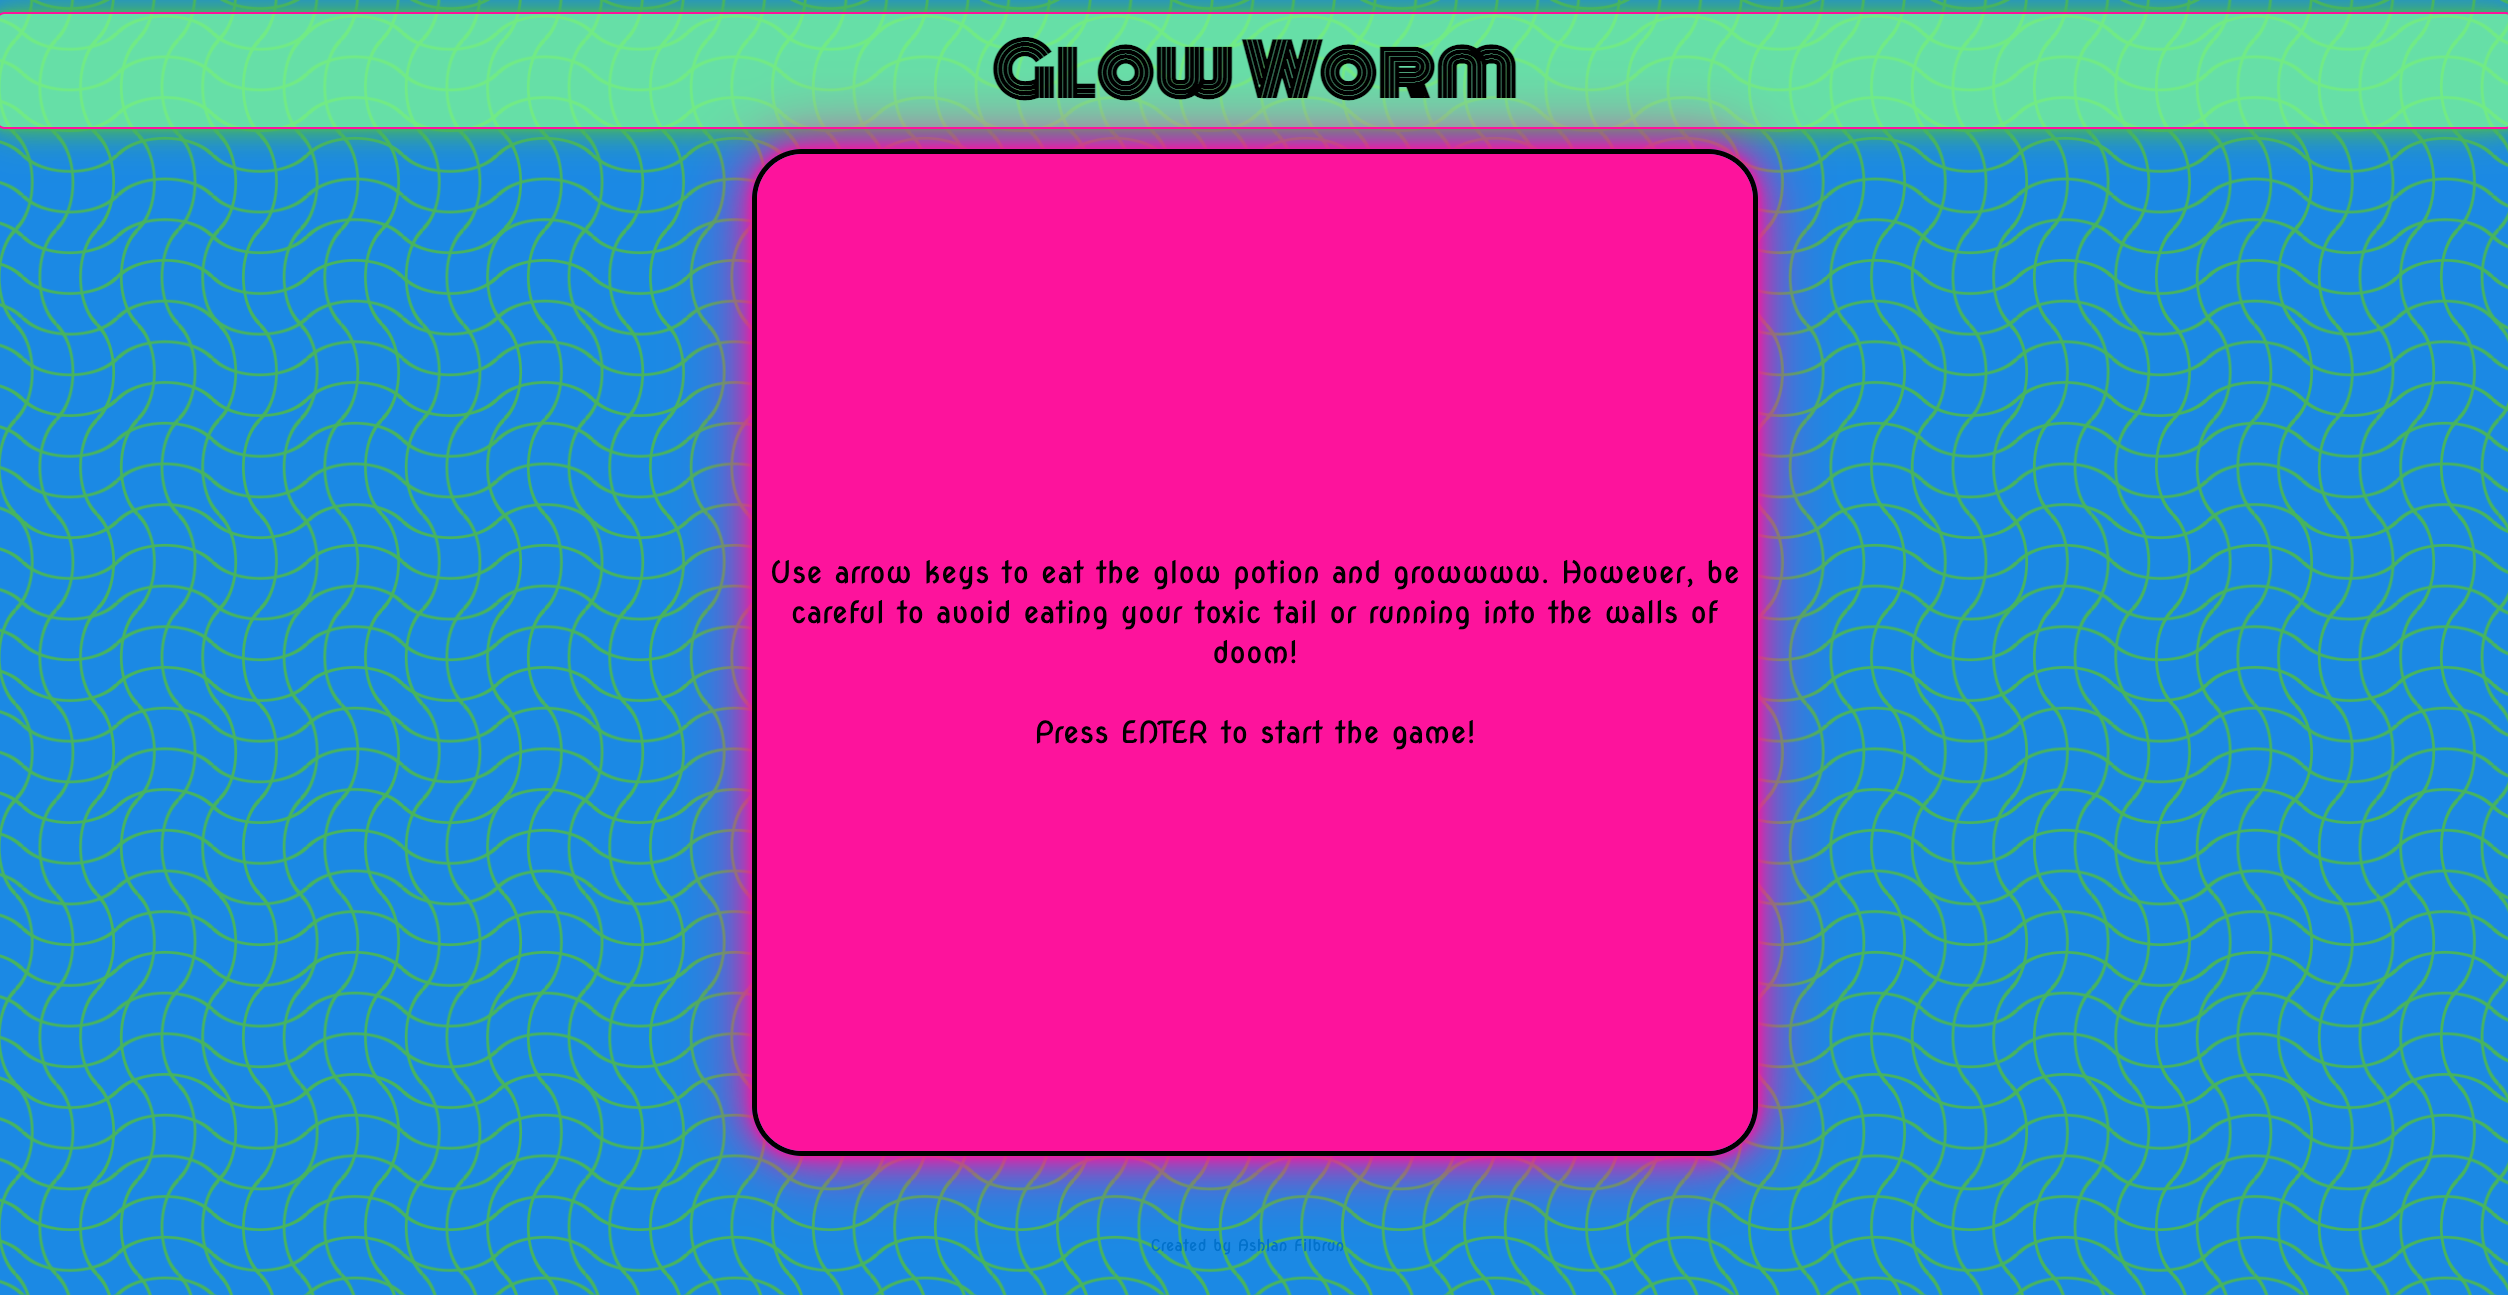 Glow Worm
Use arrow keys to eat the glow potion and growwww. However, be
careful to avoid eating your toxic tail or running into the walls of
doom!
Press ENTER to start the game!
Created by Ashlan Filbrun